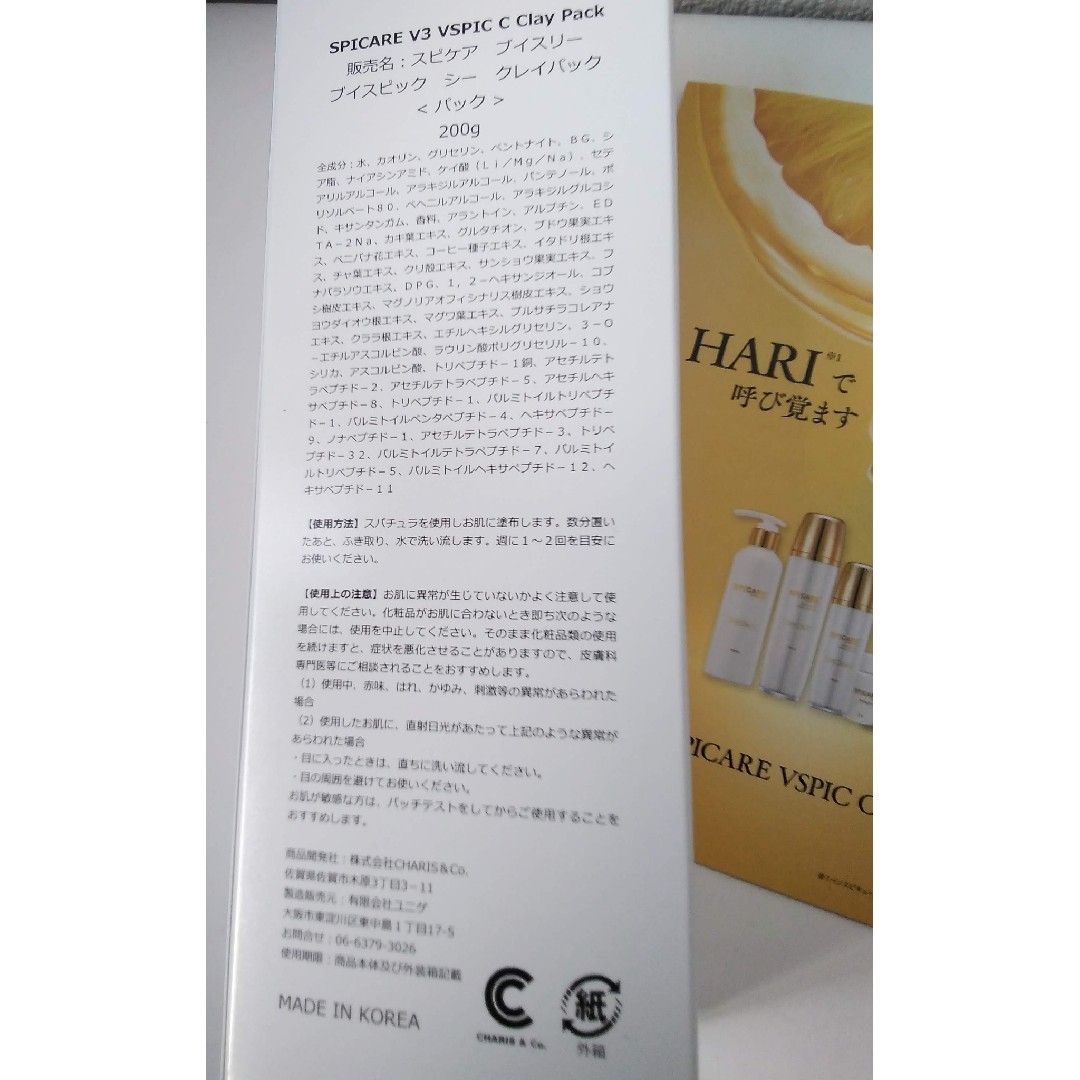 SPICARE V3 VSPIC C Clay Pack
販売名：スピケア　ブイスリー
ブイスピック　シー　クレイパック
＜パック＞
200g
全成分：水、カオリン、グリセリン、ベントナイト、ＢＧ、シ
ア脂、ナイアシンアミド、ケイ酸（Ｌｉ／Ｍｇ／Ｎａ）、セテ
アリルアルコール、アラキジルアルコール、パンテノール、ポ
リソルベート８０、ベヘニルアルコール、アラキジルグルコシ
ド、キサンタンガム、香料、アラントイン、アルブチン、ＥＤ
ＴＡ－２Ｎａ、カキ葉エキス、グルタチオン、ブドウ果実エキ
ス、ベニバナ花エキス、コーヒー種子エキス、イタドリ根エキ
ス、チャ葉エキス、クリ殻エキス、サンショウ果実エキス、フ
ナバラソウエキス、ＤＰＧ、１，２－ヘキサンジオール、コブ
シ樹皮エキス、マグノリアオフィシナリス樹皮エキス、ショウ
ヨウダイオウ根エキス、マグワ葉エキス、プルサチラコレアナ
エキス、クララ根エキス、エチルヘキシルグリセリン、３－Ｏ
－エチルアスコルビン酸、ラウリン酸ポリグリセリル－１０、
シリカ、アスコルビン酸、トリペプチド－１銅、アセチルテト
ラペプチド－２、アセチルテトラペプチド－５、アセチルヘキ
サペプチド－８、トリペプチド－１、パルミトイルトリペプチ
ド－１、パルミトイルペンタペプチド－４、ヘキサペプチド－
９、ノナペプチド－１、アセチルテトラペプチド－３、トリペ
プチド－３２、パルミトイルテトラペプチド－７、パルミトイ
ルトリペプチド－５、パルミトイルヘキサペプチド－１２、ヘ
キサペプチド－１１
【使用方法】スパチュラを使用しお肌に塗布します。数分置い
たあと、ふき取り、水で洗い流します。週に１～２回を目安に
お使いください。
【使用上の注意】お肌に異常が生じていないかよく注意して使
用してください。化粧品がお肌に合わないとき即ち次のような
場合には、使用を中止してください。そのまま化粧品類の使用
を続けますと、症状を悪化させることがありますので、皮膚科
専門医等にご相談されることをおすすめします。
（1）使用中、赤味、はれ、かゆみ、刺激等の異常があらわれた
場合
（2）使用したお肌に、直射日光があたって上記のような異常が
あらわれた場合
・目に入ったときは、直ちに洗い流してください。
・目の周囲を避けてお使いください。
お肌が敏感な方は、パッチテストをしてからご使用することを
おすすめします。
商品開発社：株式会社CHARIS＆Co.
佐賀県佐賀市木原3丁目3－11
製造販売元：有限会社ユニゲ
大阪市東淀川区東中島１丁目17-5
お問合せ：06-6379-3026
使用期限：商品本体及び外装箱記載
MADE IN KOREA
CHARIS & Co.
紙
外箱
HARI※1で
呼び覚ます
SPICARE
PICARE VSPIC C